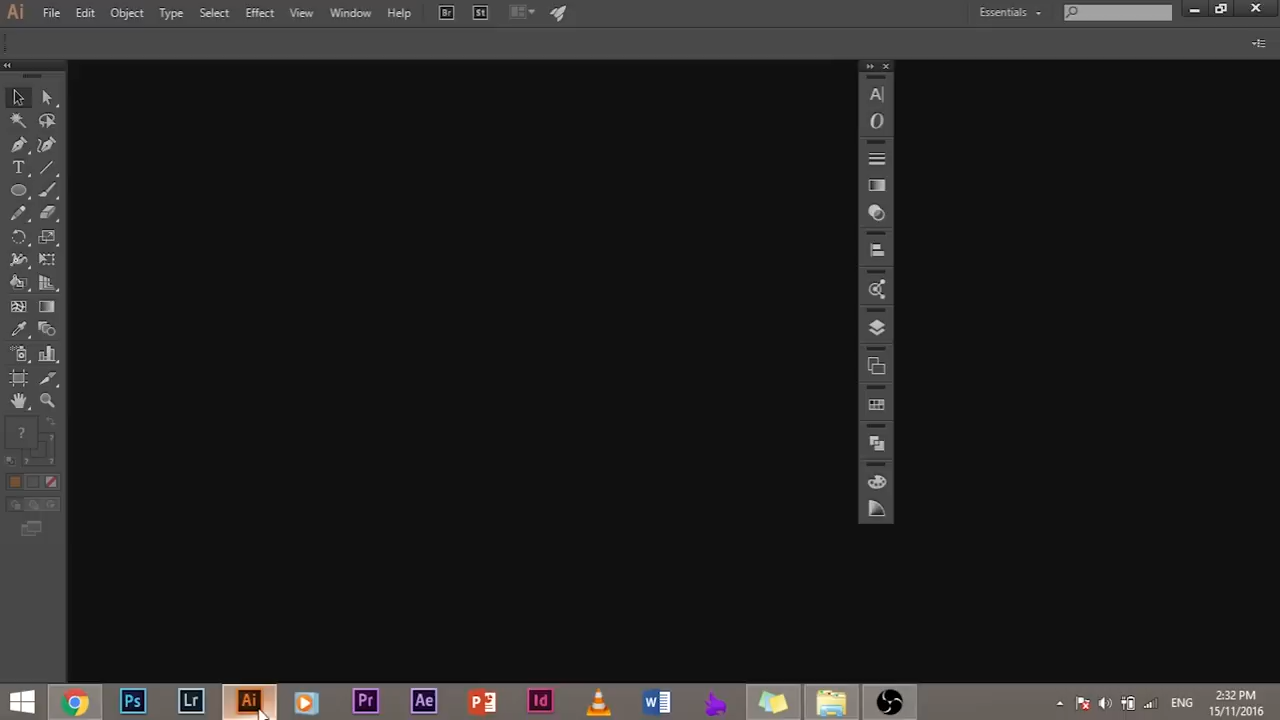 Ai File Edit Object Type Select Effect View Window Help Br St Essentials
A
O
T
?
Ps Lr Ai Pr Ae P Id W ENG 2:32 PM
15/11/2016